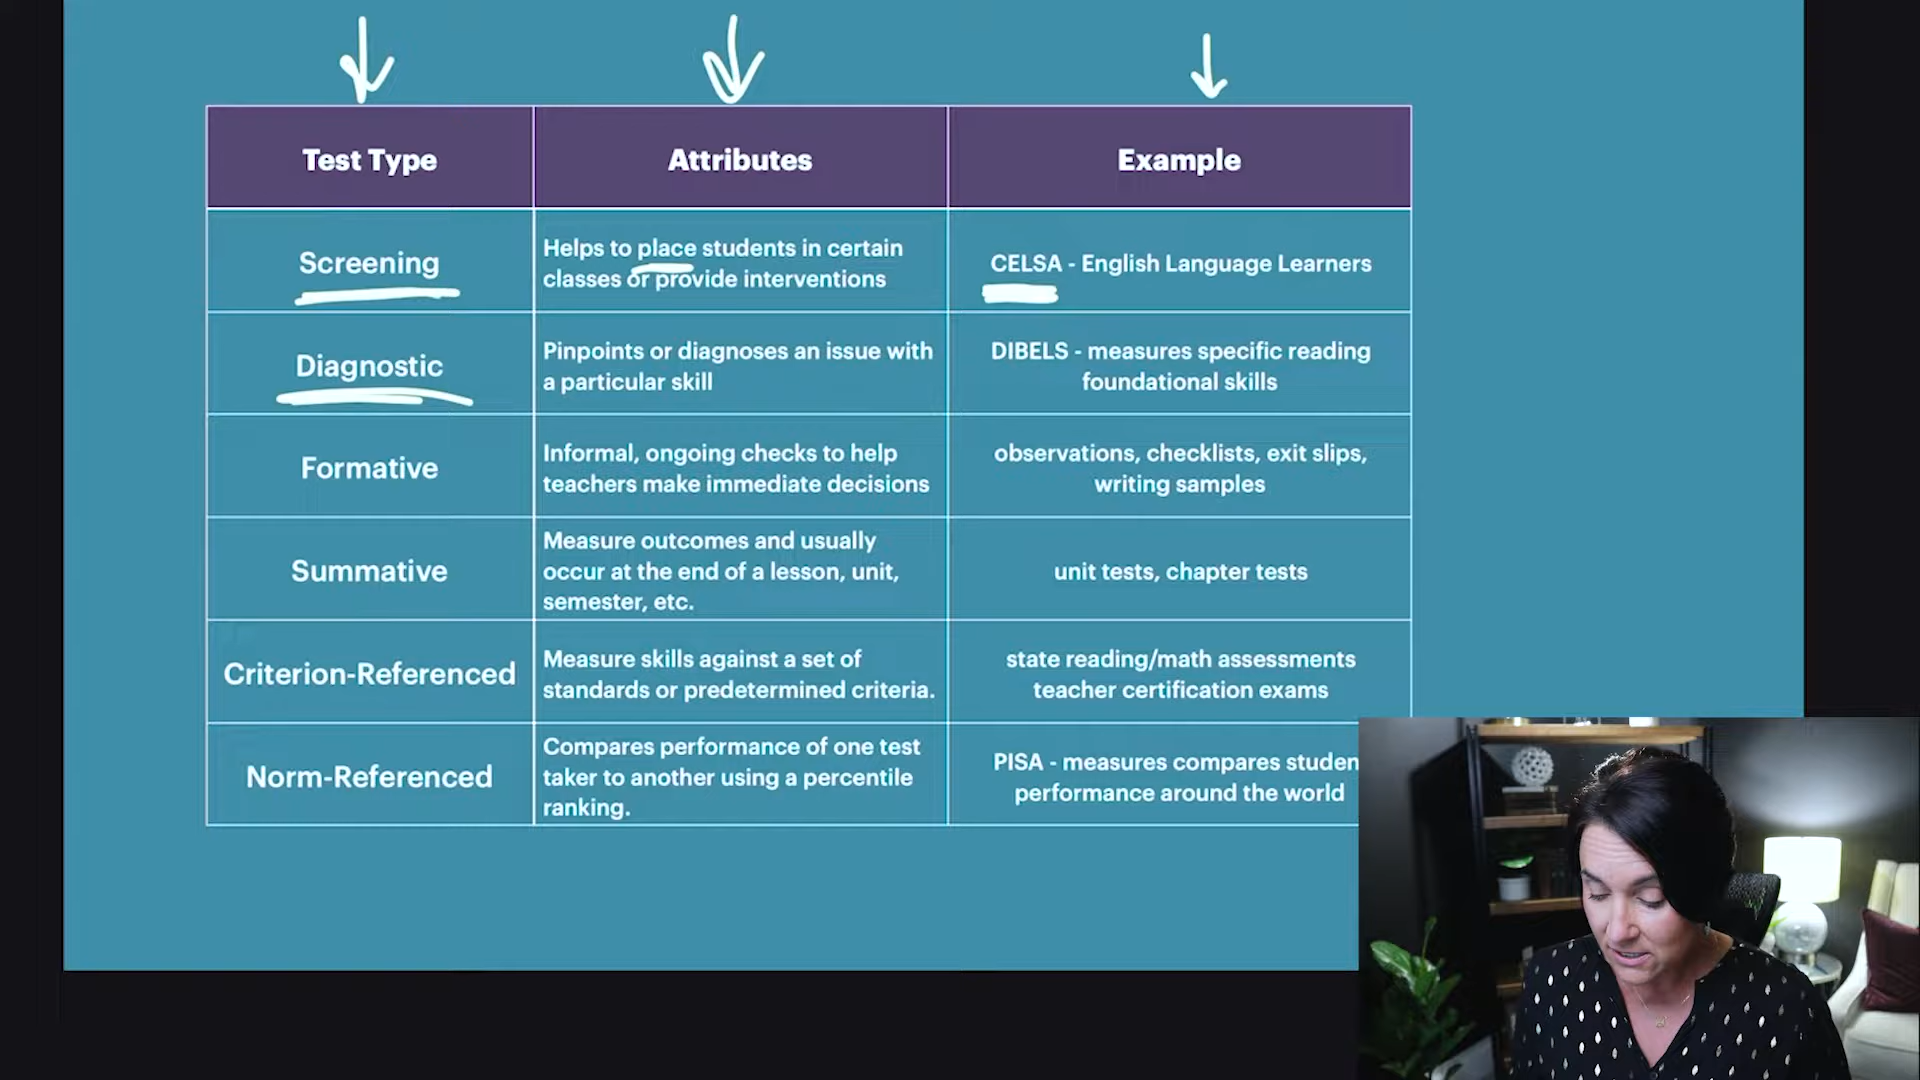 Test Type
Attributes
Example
Screening
Helps to place students in certain
classes or provide interventions
CELSA - English Language Learners
Diagnostic
Pinpoints or diagnoses an issue with
a particular skill
DIBELS - measures specific reading
foundational skills
Formative
Informal, ongoing checks to help
teachers make immediate decisions
observations, checklists, exit slips,
writing samples
Summative
Measure outcomes and usually
occur at the end of a lesson, unit,
semester, etc.
unit tests, chapter tests
Criterion-Referenced
Measure skills against a set of
standards or predetermined criteria.
state reading/math assessments
teacher certification exams
Norm-Referenced
Compares performance of one test
taker to another using a percentile
ranking.
PISA - measures compares studen
performance around the world